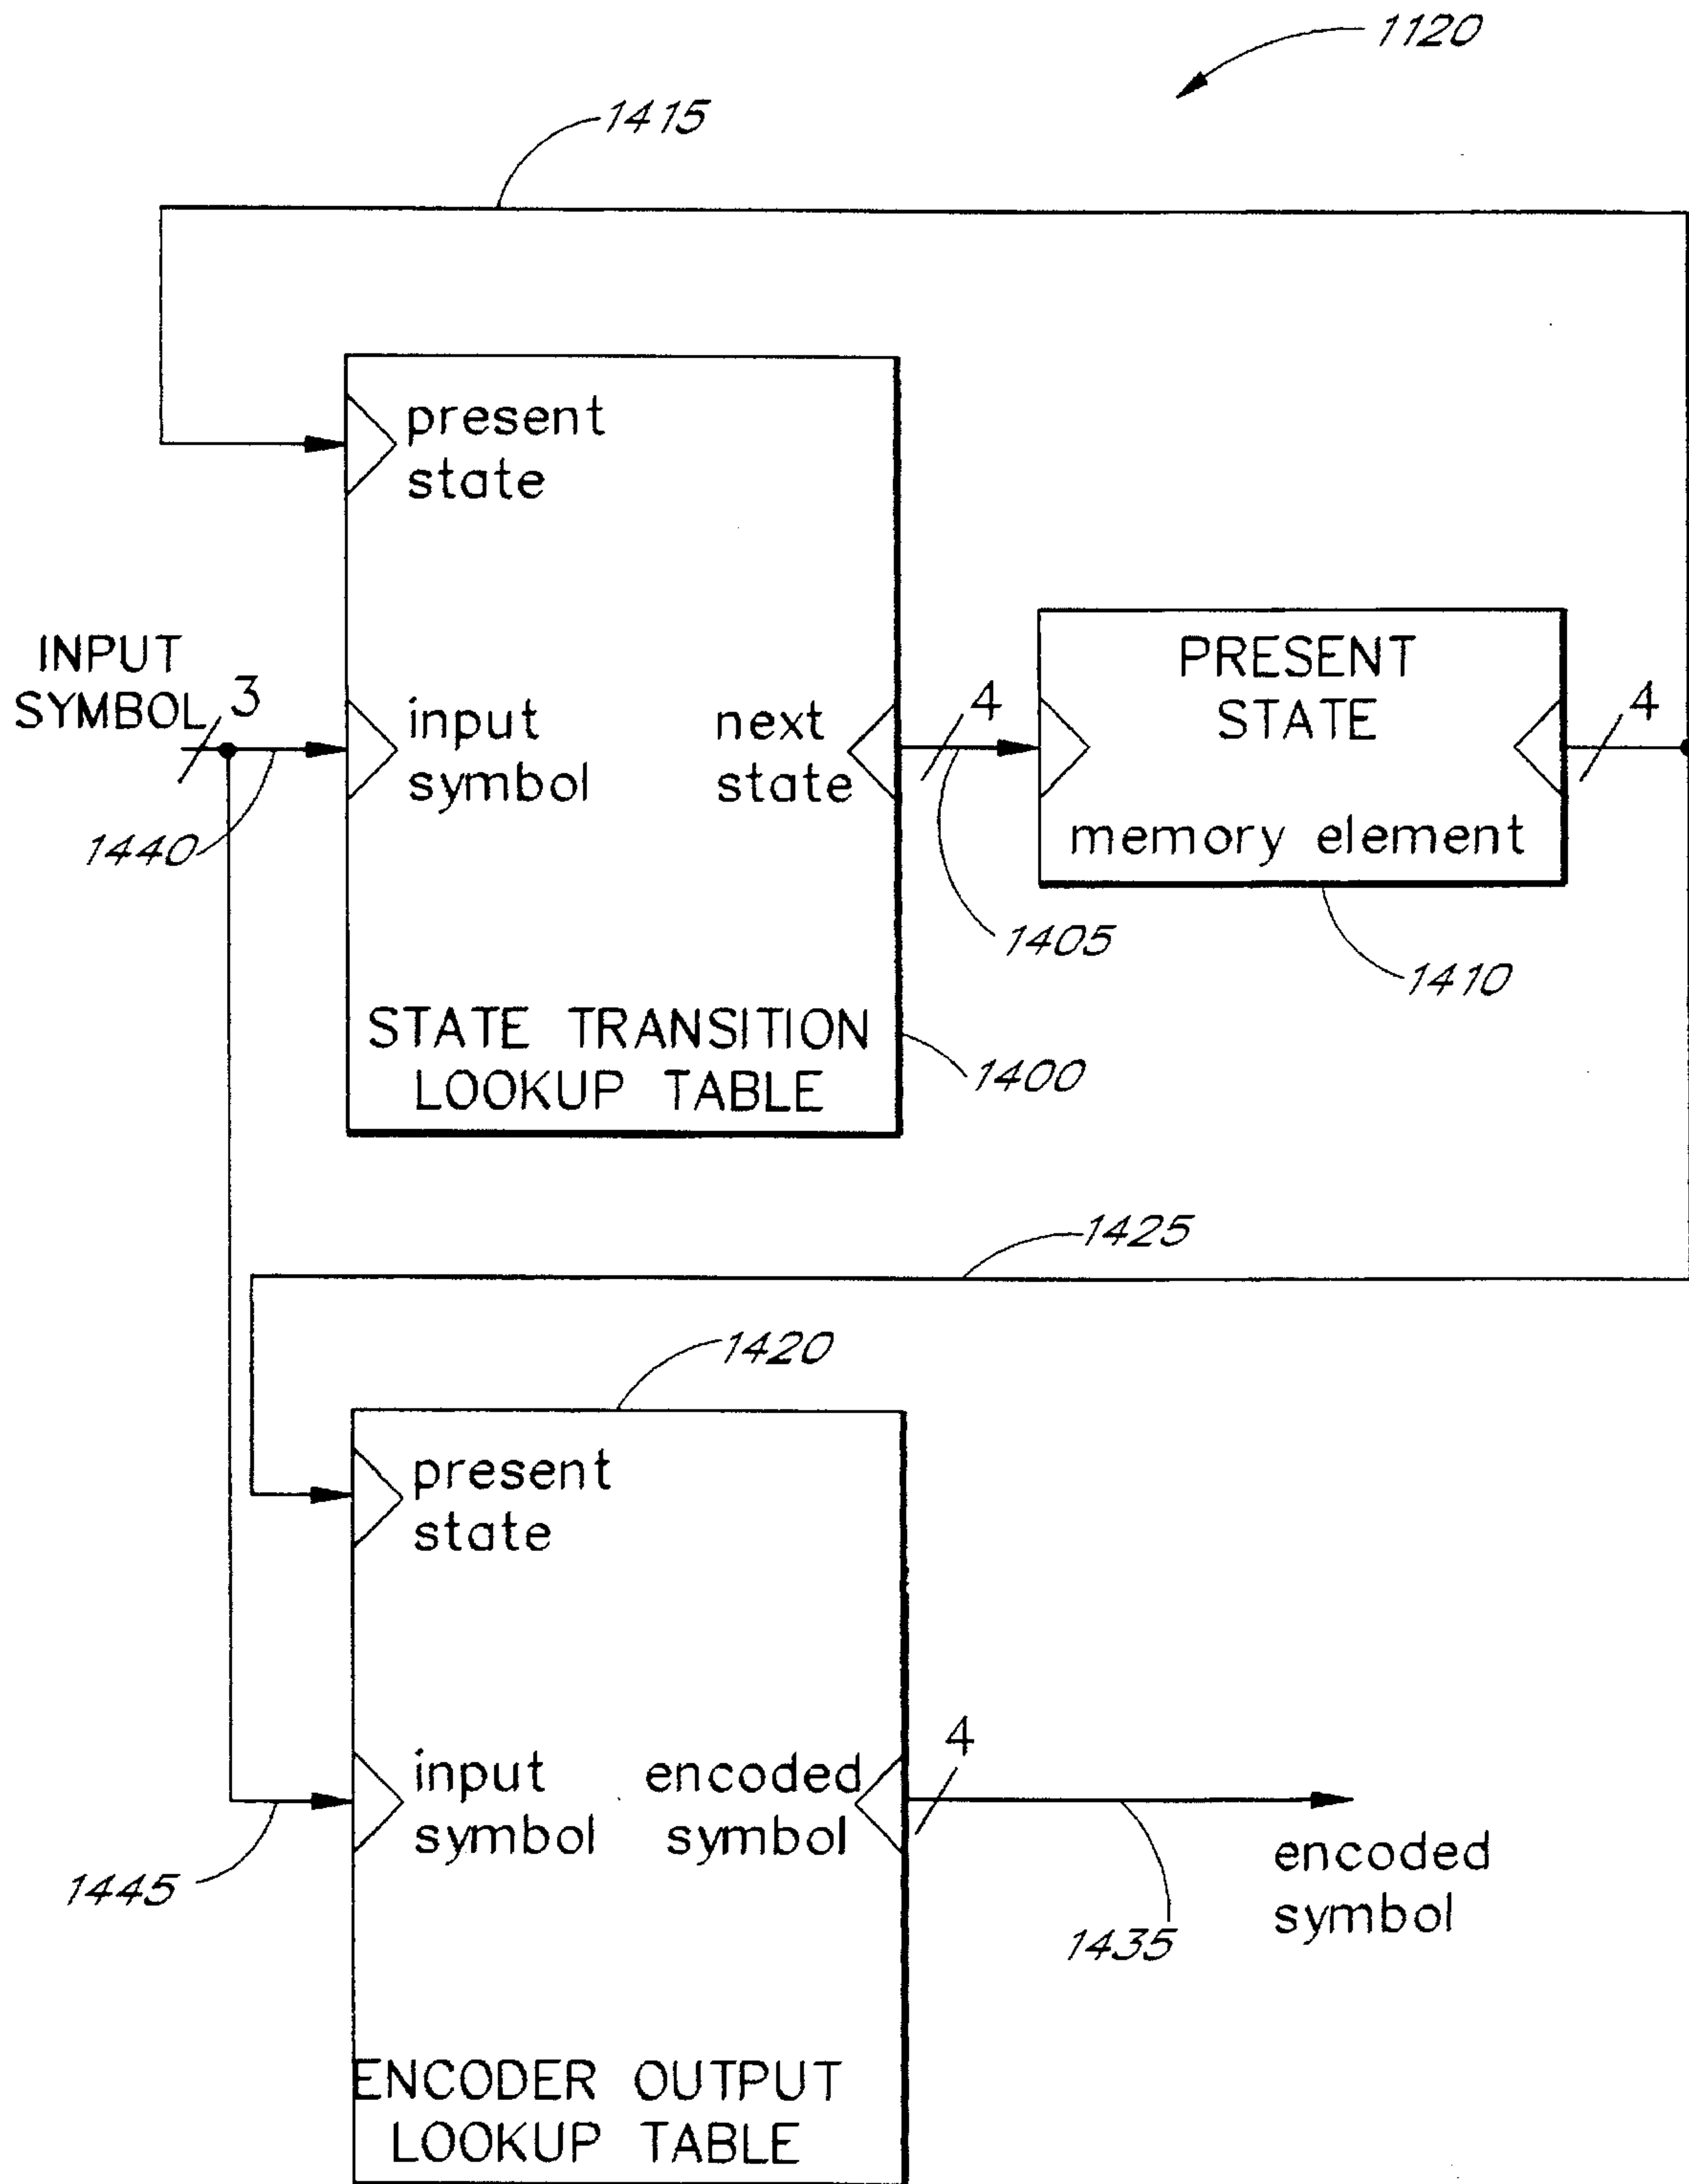 1120
1415
present
state
INPUT
SYMBOL
3
input
symbol
next
state
4
PRESENT
STATE
4
memory element
1440
1405
1410
STATE TRANSITION
LOOKUP TABLE
1400
1425
1420
present
state
input
symbol
encoded
symbol
4
encoded
symbol
1445
1435
ENCODER OUTPUT
LOOKUP TABLE